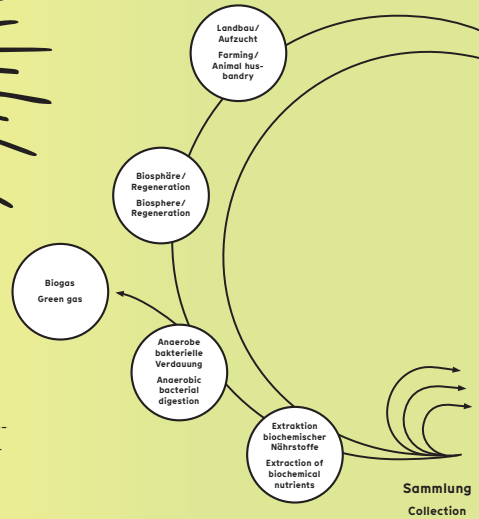 Landbau/
Aufzucht
Farming/
Animal hus-
bandry
Biosphäre/
Regeneration
Biosphere/
Regeneration
Biogas
Green gas
Anaerobe
bakterielle
Verdauung
Anaerobic
bacterial
digestion
Extraktion
biochemischer
Nährstoffe
Extraction of
biochemical
nutrients
Sammlung
Collection